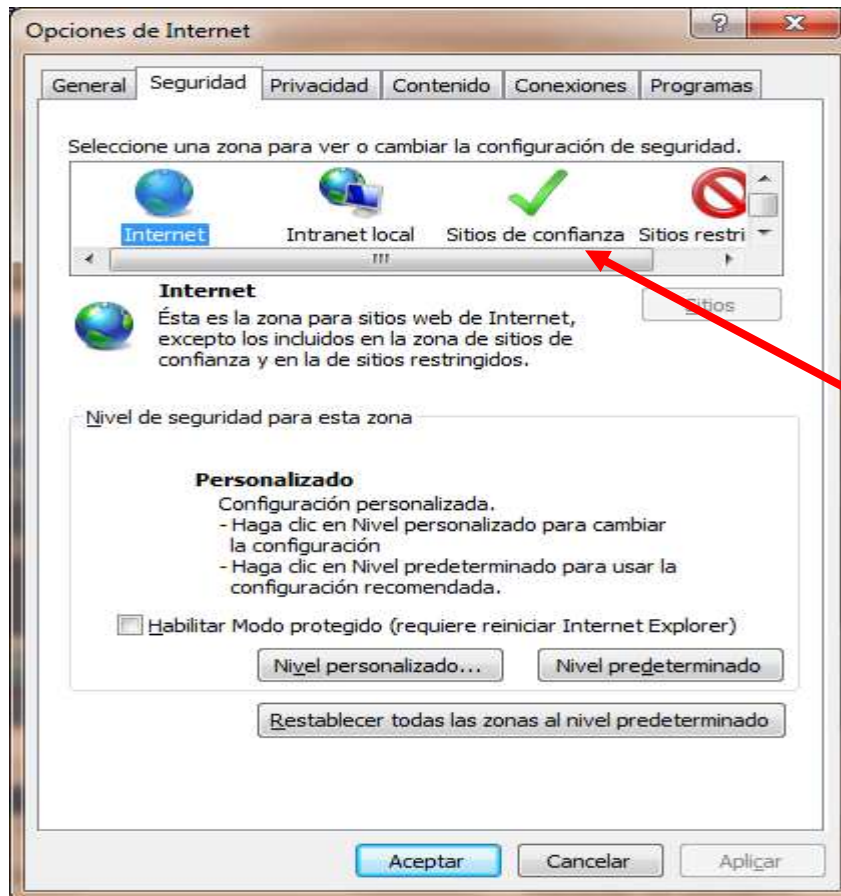 Opciones de Internet
General Seguridad Privacidad Contenido Conexiones Programas
Seleccione una zona para ver o cambiar la configuración de seguridad.
Internet Intranet local Sitios de confianza Sitios restri
Internet
Sitios
Ésta es la zona para sitios web de Internet,
excepto los incluidos en la zona de sitios de
confianza y en la de sitios restringidos.
Nivel de seguridad para esta zona
Personalizado
Configuración personalizada.
- Haga clic en Nivel personalizado para cambiar
la configuración
- Haga clic en Nivel predeterminado para usar la
configuración recomendada.
Habilitar Modo protegido (requiere reiniciar Internet Explorer)
Nivel personalizado... Nivel predeterminado
Restablecer todas las zonas al nivel predeterminado
Aceptar Cancelar Aplicar